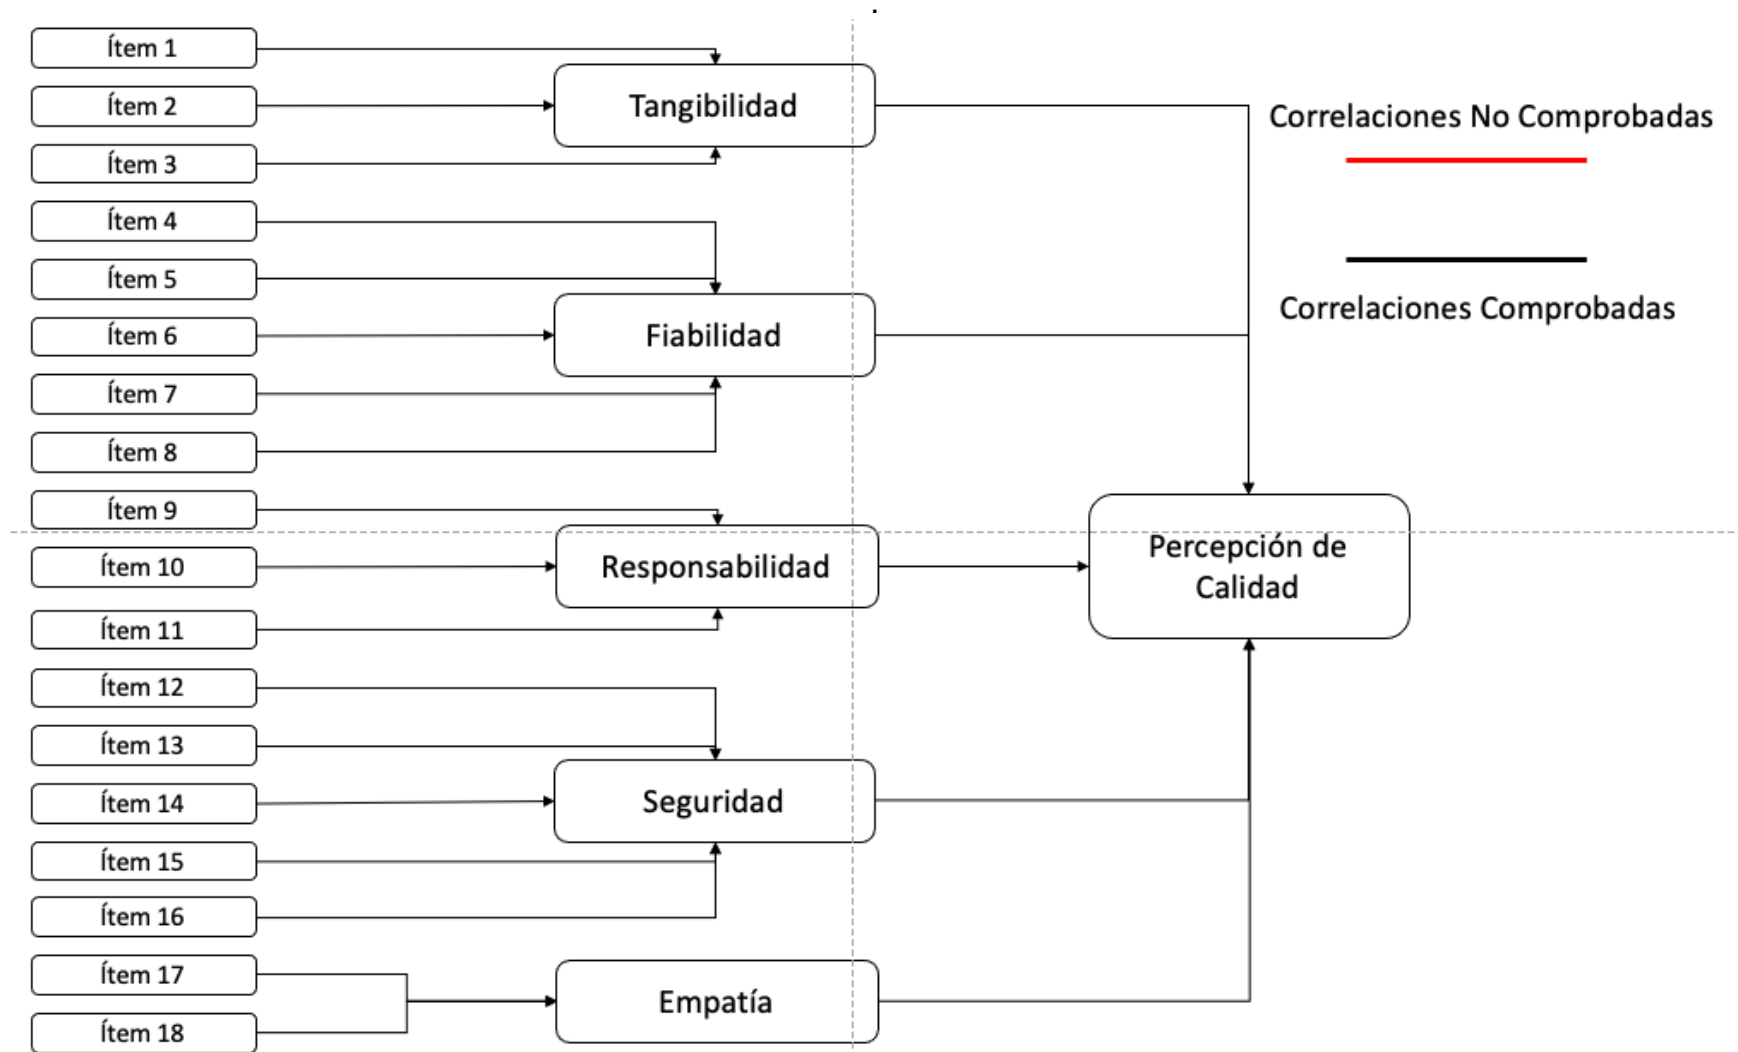 Ítem 1
Ítem 2
Ítem 3
Ítem 4
Ítem 5
Ítem 6
Ítem 7
Ítem 8
Ítem 9
Ítem 10
Ítem 11
Ítem 12
Ítem 13
Ítem 14
Ítem 15
Ítem 16
Ítem 17
Ítem 18
Tangibilidad
Fiabilidad
Responsabilidad
Seguridad
Empatía
Percepción de
Calidad
Correlaciones No Comprobadas
Correlaciones Comprobadas